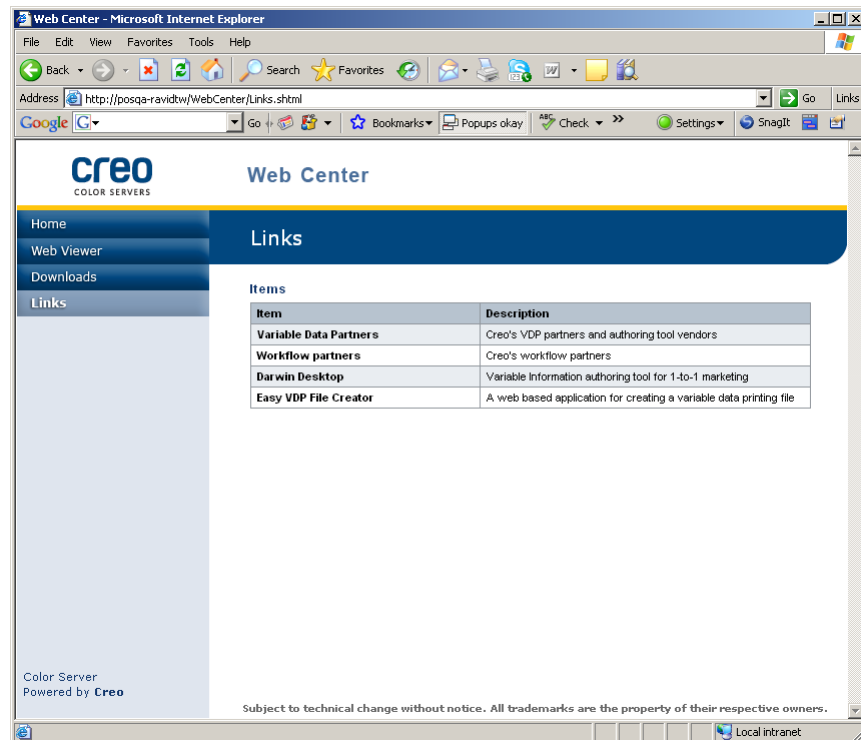 Web Center - Microsoft Internet Explorer
File Edit View Favorites Tools Help
Back Search Favorites
Address http://posqa-ravidtw/WebCenter/Links.shtml Go Links
Google G Go Bookmarks Popups okay ABC Check » Settings SnagIt
creo
COLOR SERVERS
Web Center
Home
Web Viewer
Downloads
Links
Links
Items
Item Description
Variable Data Partners Creo's VDP partners and authoring tool vendors
Workflow partners Creo's workflow partners
Darwin Desktop Variable Information authoring tool for 1-to-1 marketing
Easy VDP File Creator A web based application for creating a variable data printing file
Color Server
Powered by Creo
Subject to technical change without notice. All trademarks are the property of their respective owners.
Local intranet